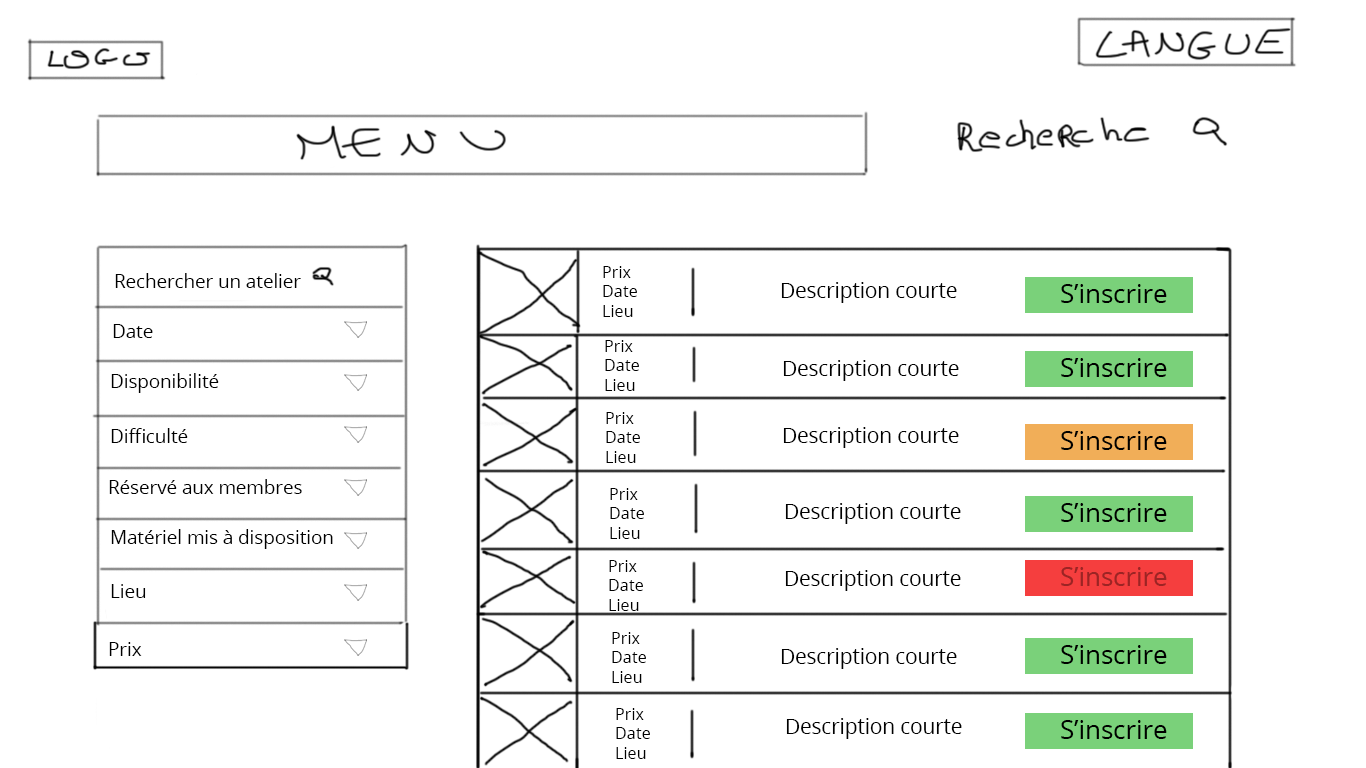 LOGO
LANGUE
MENU
Recherche
Rechercher un atelier
Date
Disponibilité
Difficulté
Réservé aux membres
Matériel mis à disposition
Lieu
Prix
Prix
Date
Lieu
Description courte
S'inscrire
Prix
Date
Lieu
Description courte
S'inscrire
Prix
Date
Lieu
Description courte
S'inscrire
Prix
Date
Lieu
Description courte
S'inscrire
Prix
Date
Lieu
Description courte
S'inscrire
Prix
Date
Lieu
Description courte
S'inscrire
Prix
Date
Lieu
Description courte
S'inscrire